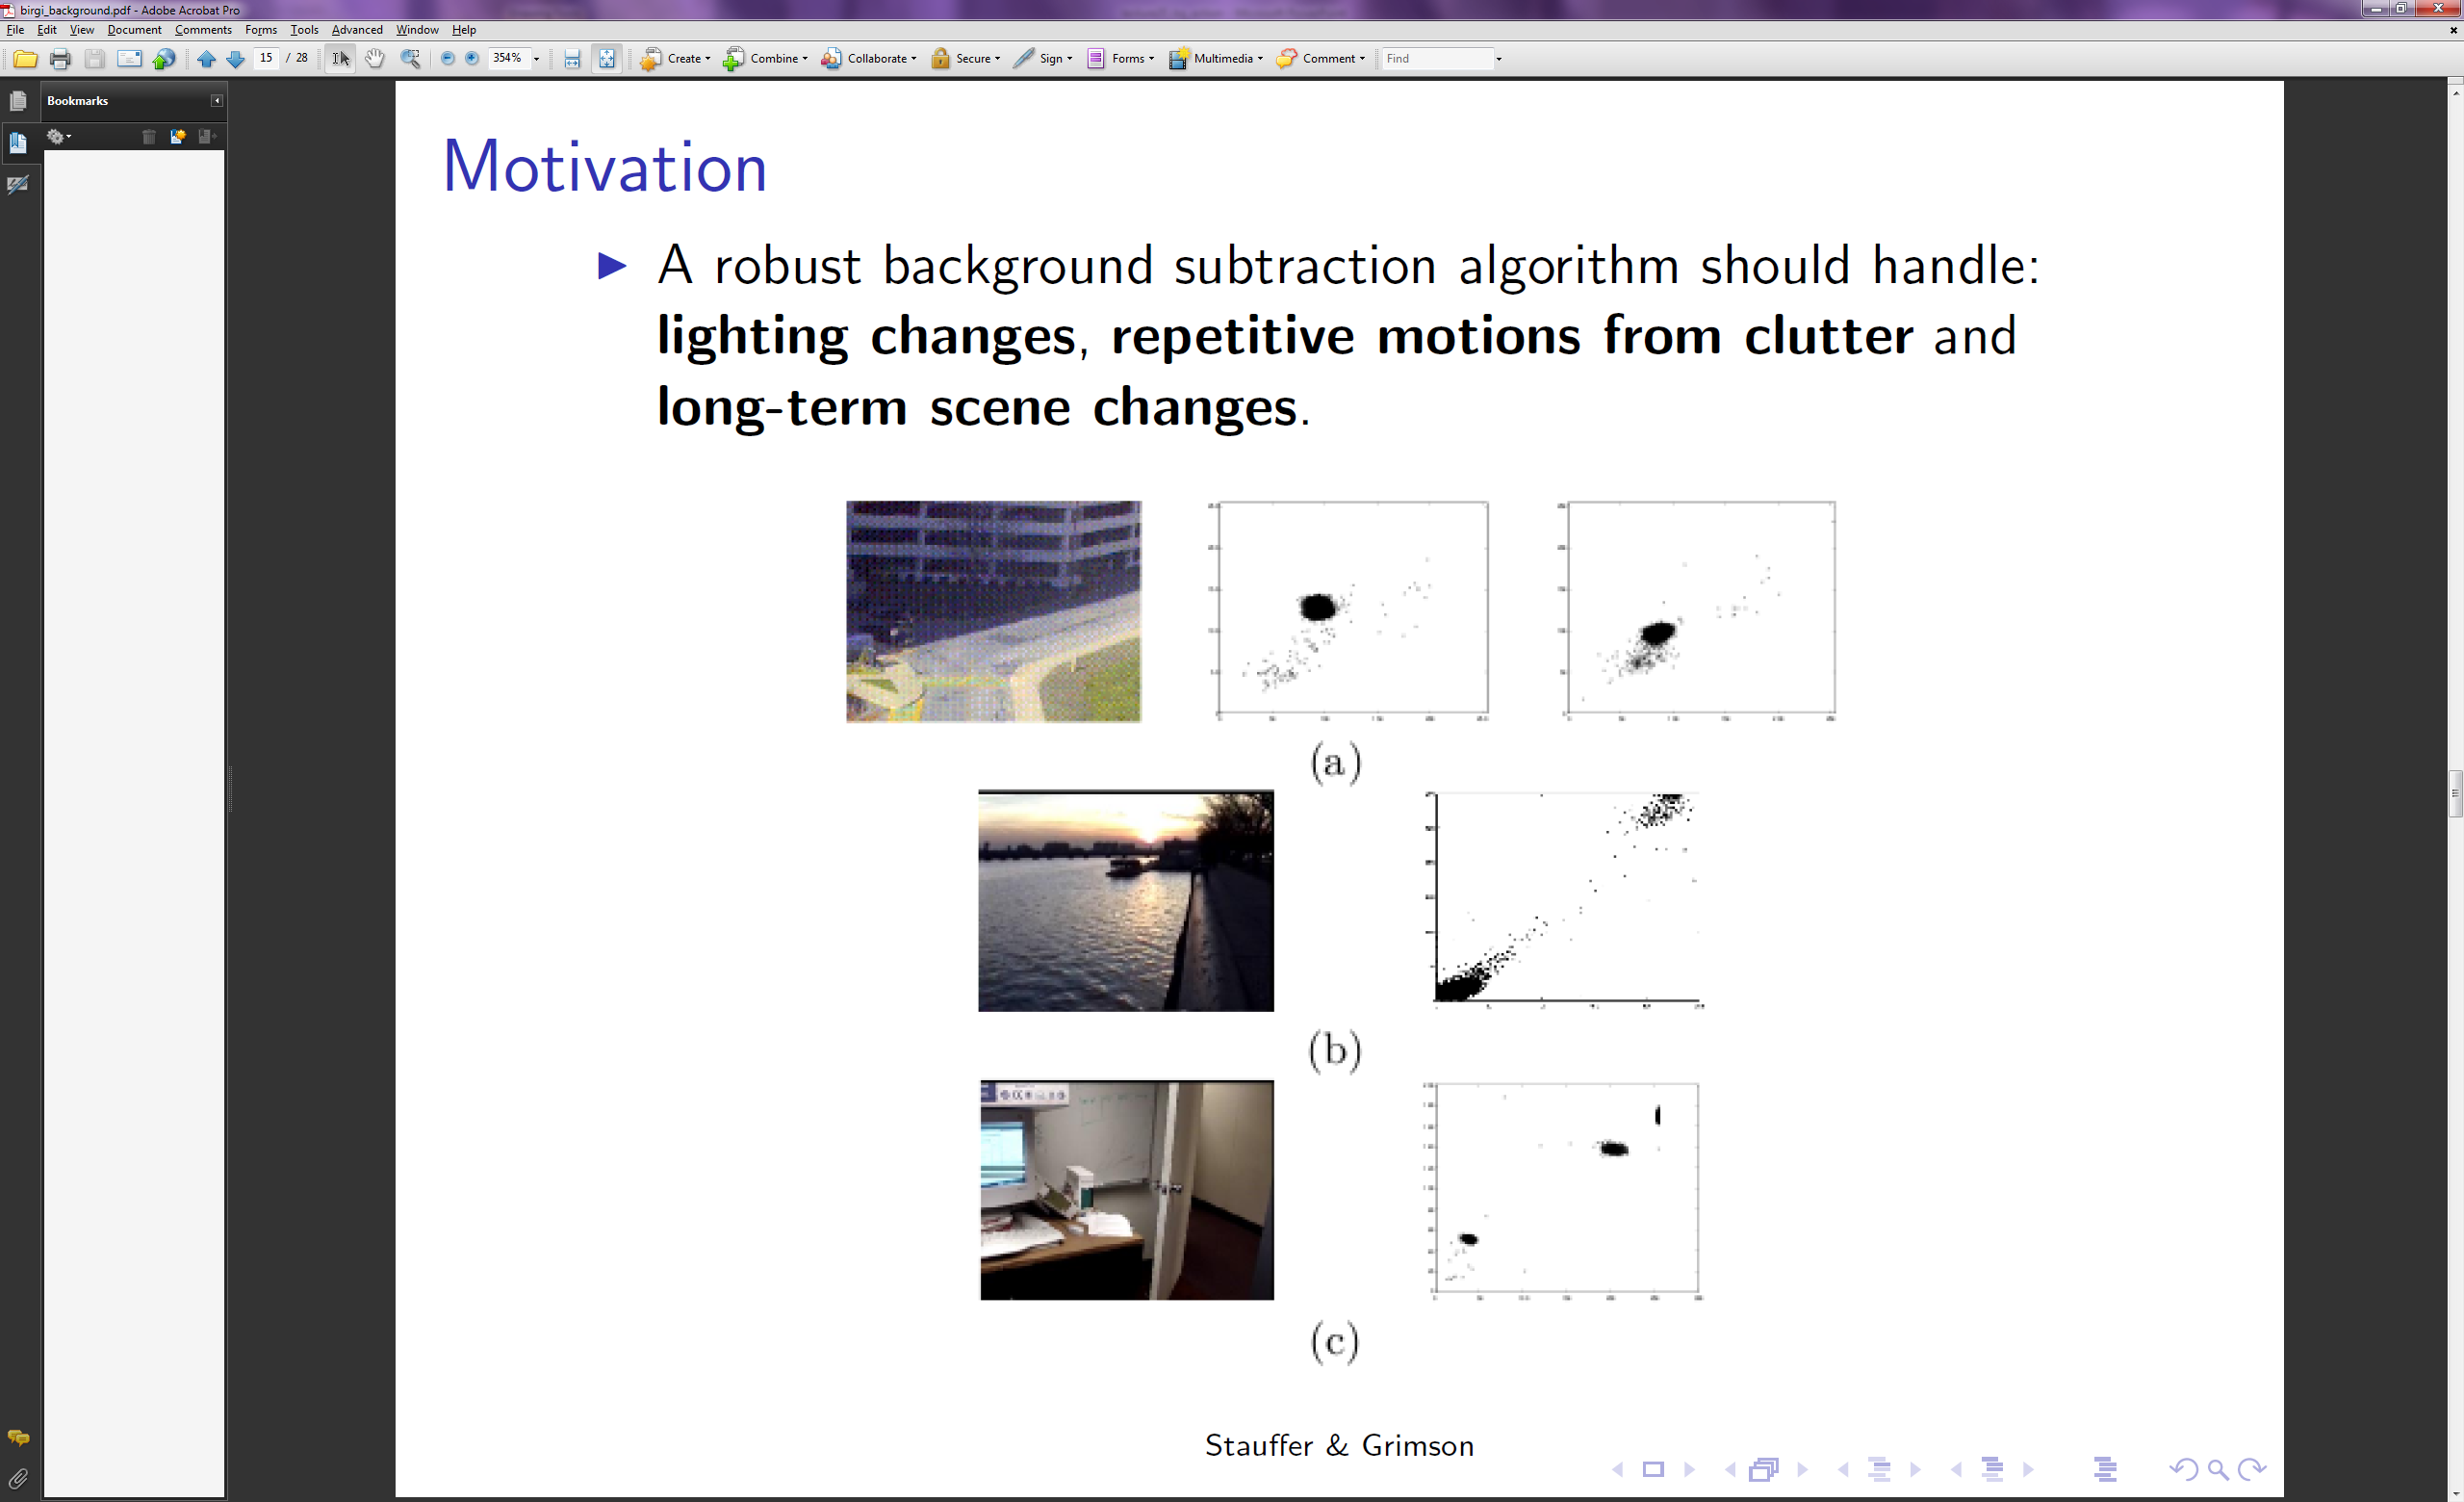 birgi_background.pdf - Adobe Acrobat Pro
File Edit View Document Comments Forms Tools Advanced Window Help
15 / 28 354% Create Combine Collaborate Secure Sign Forms Multimedia Comment Find
Bookmarks
Motivation
A robust background subtraction algorithm should handle:
lighting changes, repetitive motions from clutter and
long-term scene changes.
(a)
(b)
(c)
Stauffer & Grimson